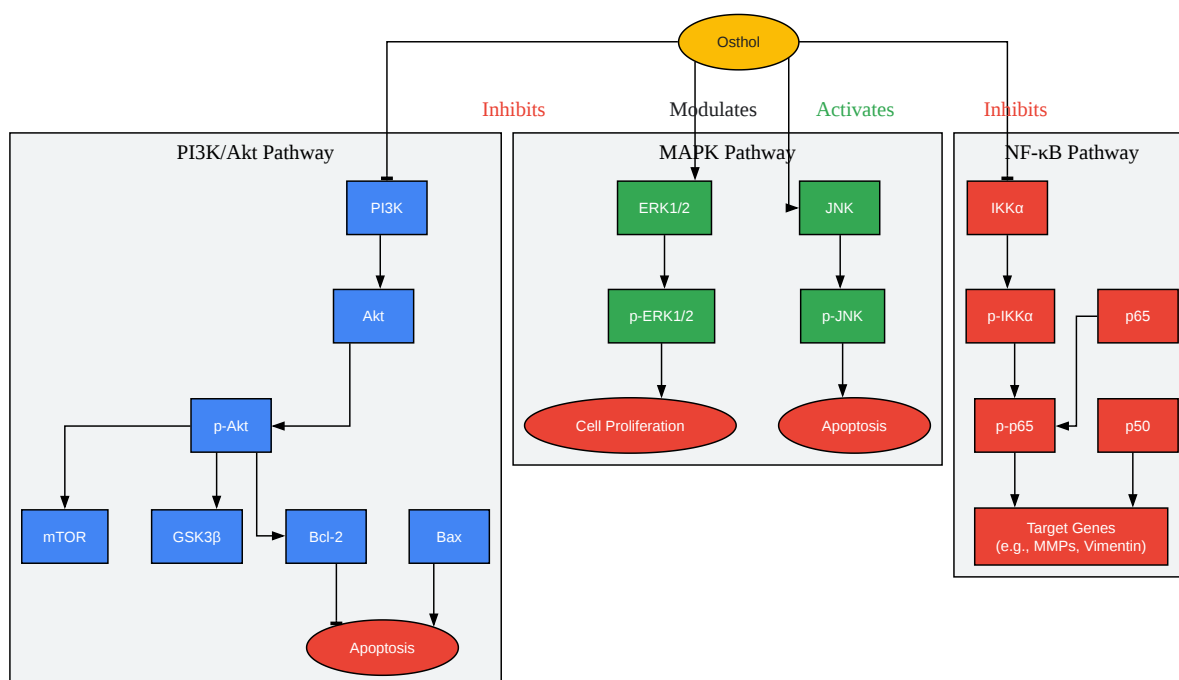 Osthol
Inhibits
Modulates
Activates
Inhibits
PI3K/Akt Pathway
MAPK Pathway
NF-κB Pathway
PI3K
ERK1/2
JNK
IKKα
Akt
p-ERK1/2
p-JNK
p-IKKα
p65
p-Akt
Cell Proliferation
Apoptosis
p-p65
p50
mTOR
GSK3β
Bcl-2
Bax
Target Genes
(e.g., MMPs, Vimentin)
Apoptosis